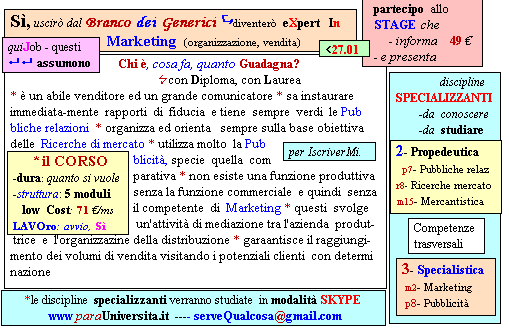 Sì, uscirò dal Branco dei Generici diventerò eXpert In
Marketing (organizzazione, vendita)
partecipo allo
STAGE che
- informa 49 €
- e presenta
quiJob - questi
assumono
<27.01
Chi è, cosa fa, quanto Guadagna?
con Diploma, con Laurea
* è un abile venditore ed un grande comunicatore * sa instaurare
immediata-mente rapporti di fiducia e tiene sempre verdi le Pub
bliche relazioni * organizza ed orienta sempre sulla base obiettiva
delle Ricerche di mercato * utilizza molto la Pub
blicità, specie quella com
parativa * non esiste una funzione produttiva
senza la funzione commerciale e quindi senza
il competente di Marketing * questi svolge
un'attività di mediazione tra l'azienda produt-
trice e l'organizzazine della distribuzione * garaantisce il raggiungi-
mento dei volumi di vendita visitando i potenziali clienti con determi
nazione
per IscriverMi.
* il CORSO
-dura: quanto si vuole
-struttura: 5 moduli
low Cost: 71 €/ms
LAVOro: avvio, Sì
discipline
SPECIALIZZANTI
-da conoscere
-da studiare
2- Propedeutica
p7- Pubbliche relaz
r8- Ricerche mercato
m15- Mercantistica
Competenze
trasversali
3- Specialistica
m2- Marketing
p8- Pubblicità
*le discipline specializzanti verranno studiate in modalità SKYPE
www.paraUniversita.it ---- serveQualcosa@gmail.com